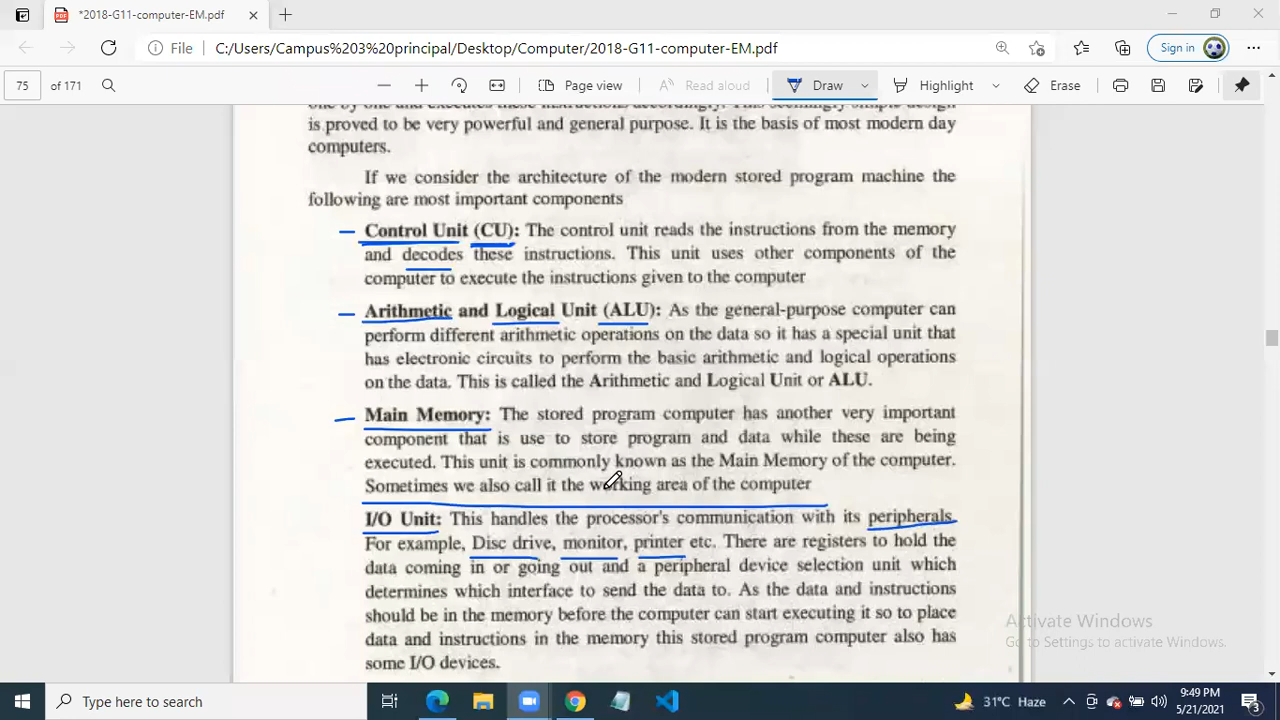 *2018-G11-computer-EM.pdf
File
C:/Users/Campus%203%20principal/Desktop/Computer/2018-G11-computer-EM.pdf
Sign in
75 of 171
Page view
Read aloud
Draw
Highlight
Erase
one by one and executes these instructions accordingly. This seemingly simple design
is proved to be very powerful and general purpose. It is the basis of most modern day
computers.
If we consider the architecture of the modern stored program machine the
following are most important components
Control Unit (CU): The control unit reads the instructions from the memory
and decodes these instructions. This unit uses other components of the
computer to execute the instructions given to the computer
Arithmetic and Logical Unit (ALU): As the general-purpose computer can
perform different arithmetic operations on the data so it has a special unit that
has electronic circuits to perform the basic arithmetic and logical operations
on the data. This is called the Arithmetic and Logical Unit or ALU.
Main Memory: The stored program computer has another very important
component that is use to store program and data while these are being
executed. This unit is commonly known as the Main Memory of the computer.
Sometimes we also call it the working area of the computer
I/O Unit: This handles the processor's communication with its peripherals.
For example, Disc drive, monitor, printer etc. There are registers to hold the
data coming in or going out and a peripheral device selection unit which
determines which interface to send the data to. As the data and instructions
should be in the memory before the computer can start executing it so to place
data and instructions in the memory this stored program computer also has
some I/O devices.
Activate Windows
Go to Settings to activate Windows.
Type here to search
31°C Haze
9:49 PM
5/21/2021
3